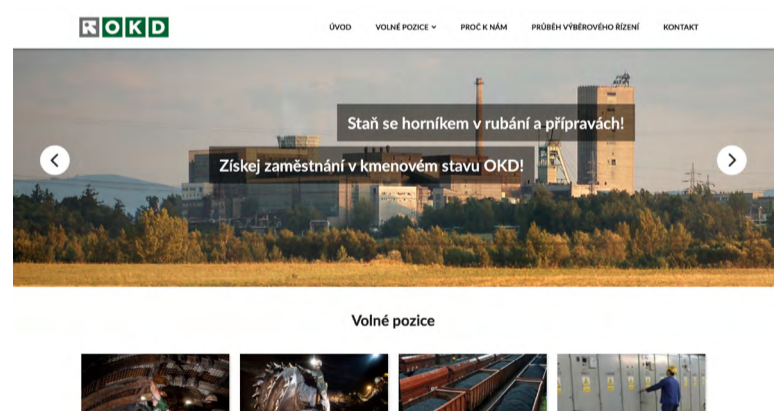 OKD
ÚVOD
VOLNÉ POZICE
PROČ K NÁM
PRŮBĚH VÝBĚROVÉHO ŘÍZENÍ
KONTAKT
Staň se horníkem v rubání a přípravách!
Získej zaměstnání v kmenovém stavu OKD!
Volné pozice